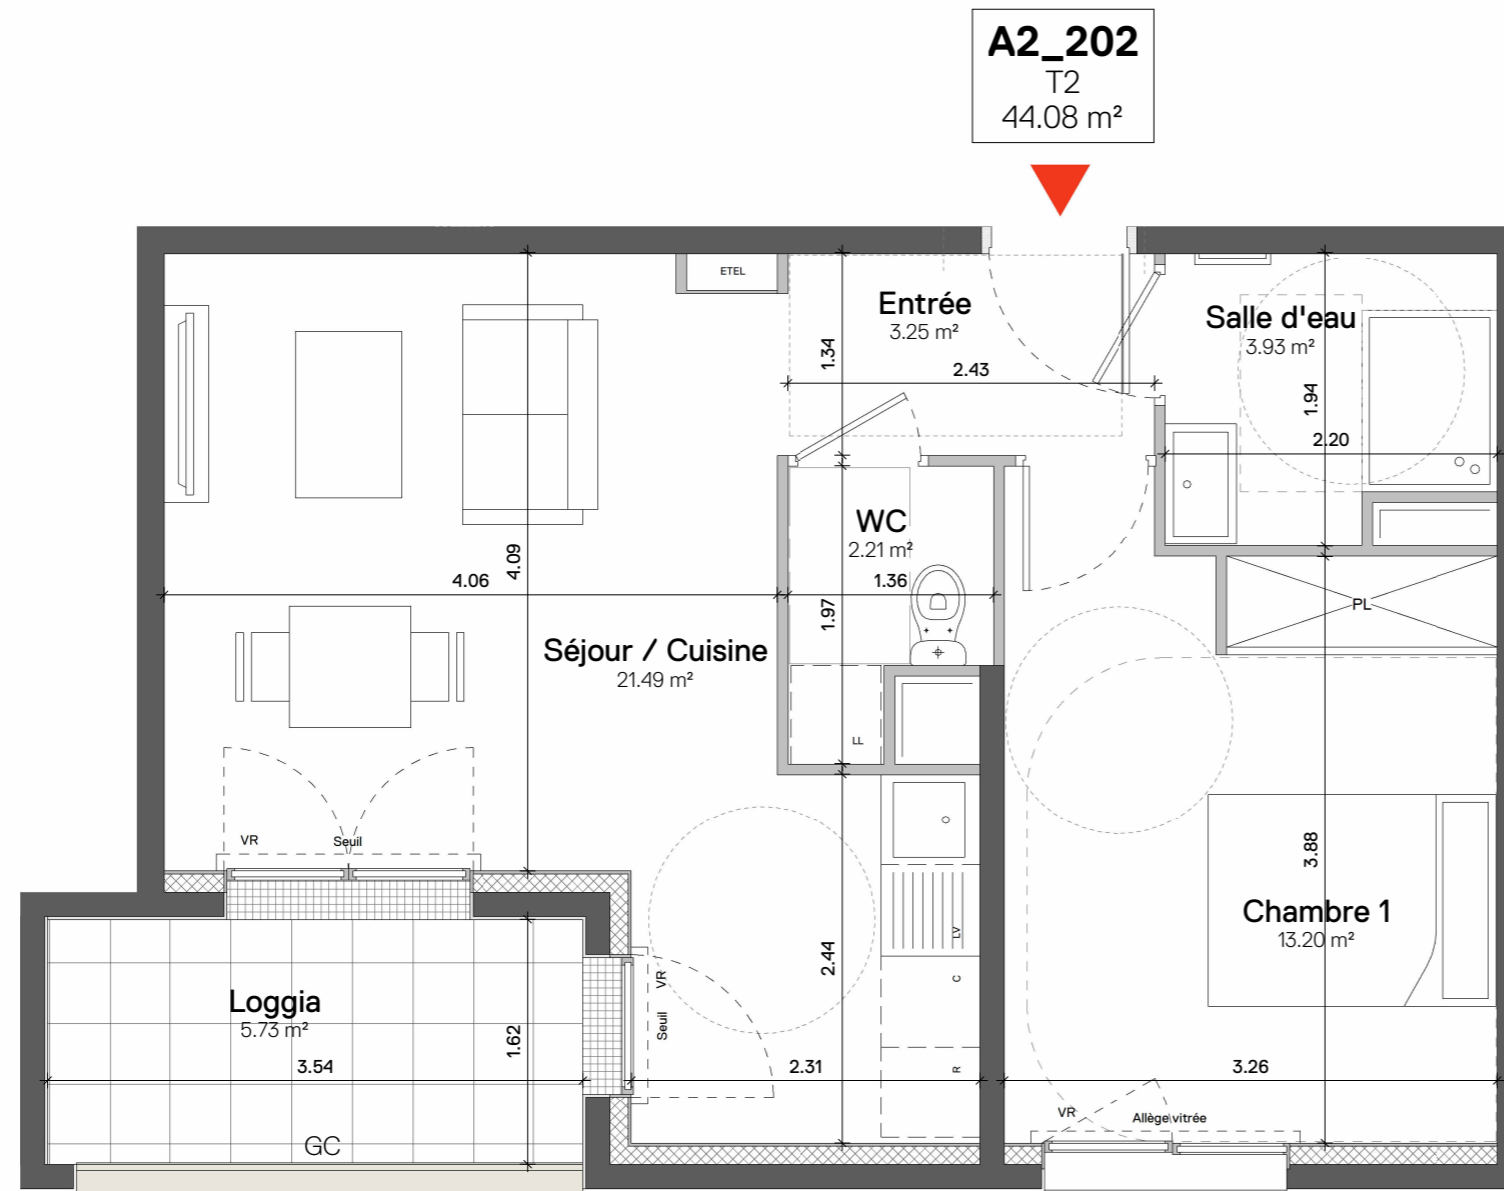 A2_202
T2
44.08 m²
ETEL
Entrée
3.25 m²
Salle d'eau
3.93 m²
1.34
2.43
1.94
2.20
WC
2.21 m²
4.09
4.06
1.36
1.97
PL
Séjour / Cuisine
21.49 m²
LL
VR
Seuil
3.88
Chambre 1
13.20 m²
LV
2.44
C
VR
Seuil
Loggia
5.73 m²
1.62
3.54
2.31
R
3.26
VR
Allège vitrée
GC